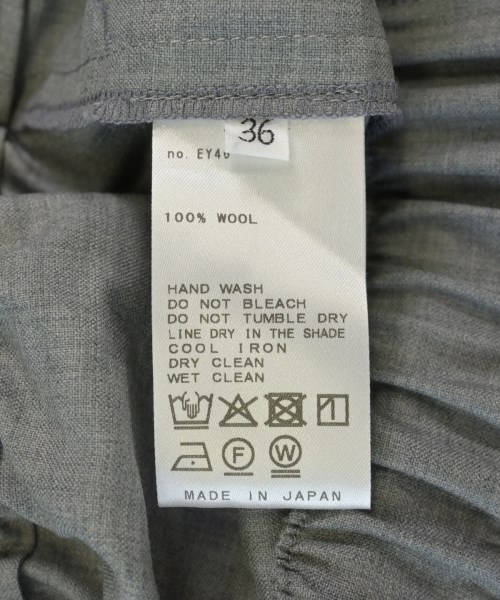 36
no. EY46
100% WOOL
HAND WASH
DO NOT BLEACH
DO NOT TUMBLE DRY
LINE DRY IN THE SHADE
COOL IRON
DRY CLEAN
WET CLEAN
F
W
MADE IN JAPAN